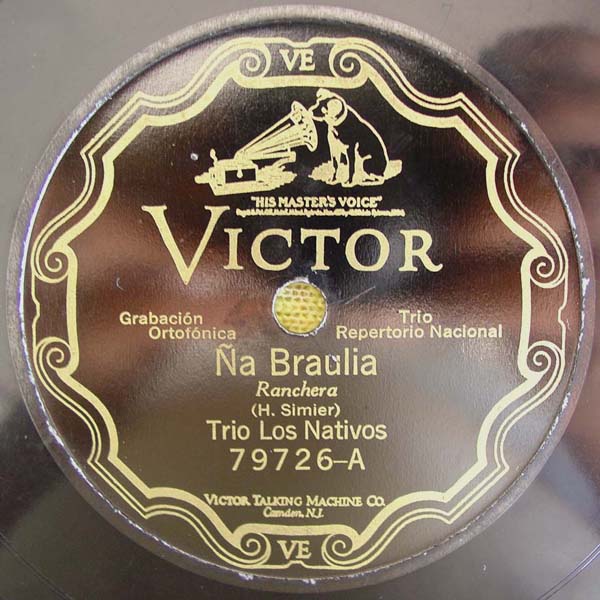 VE
"HIS MASTER'S VOICE"
VICTOR
Grabación
Ortofónica
Trio
Repertorio Nacional
Ña Braulia
Ranchera
(H. Simier)
Trio Los Nativos
79726-A
VICTOR TALKING MACHINE CO.
Camden, N.J.
VE